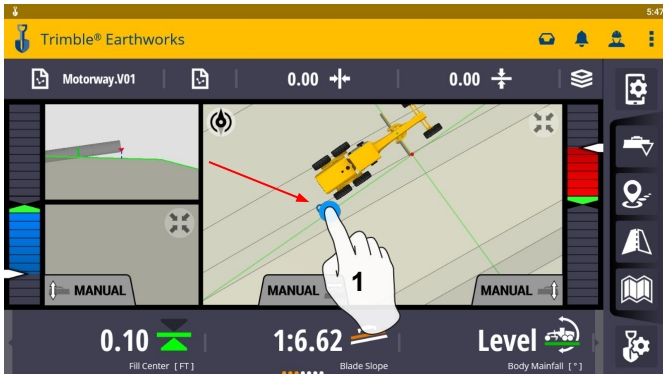 5:47
Trimble® Earthworks
Motorway.V01
0.00
0.00
MANUAL
MANUAL
MANUAL
1
0.10
1:6.62
Level
Fill Center [FT]
Blade Slope
Body Mainfall [°]